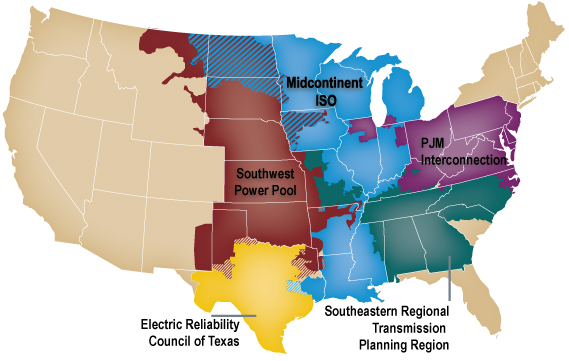 Midcontinent
ISO
PJM
Interconnection
Southwest
Power Pool
Electric Reliability
Council of Texas
Southeastern Regional
Transmission
Planning Region